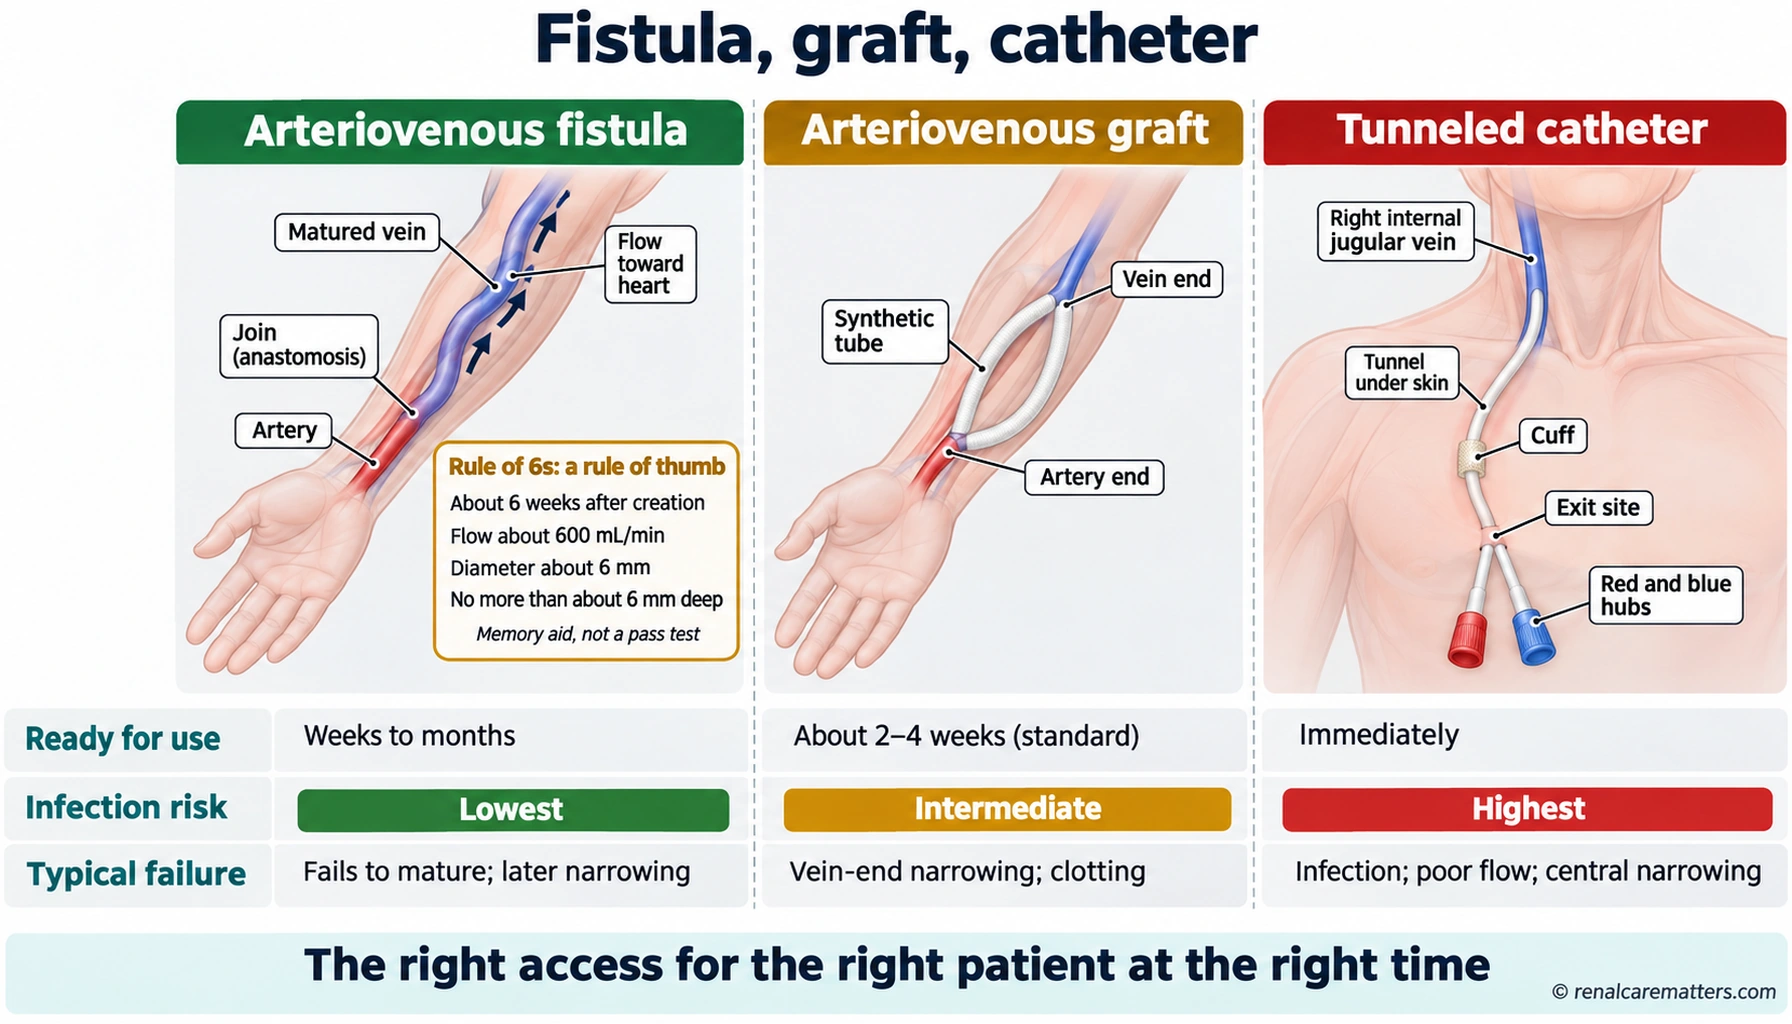 Fistula, graft, catheter
Arteriovenous fistula
Matured vein
Flow
toward
heart
Join
(anastomosis)
Artery
Rule of 6s: a rule of thumb
About 6 weeks after creation
Flow about 600 mL/min
Diameter about 6 mm
No more than about 6 mm deep
Memory aid, not a pass test
Arteriovenous graft
Vein end
Synthetic
tube
Artery end
Tunneled catheter
Right internal
jugular vein
Tunnel
under skin
Cuff
Exit site
Red and blue
hubs
Ready for use
Weeks to months
About 2–4 weeks (standard)
Immediately
Infection risk
Lowest
Intermediate
Highest
Typical failure
Fails to mature; later narrowing
Vein-end narrowing; clotting
Infection; poor flow; central narrowing
The right access for the right patient at the right time
© renalcarematters.com